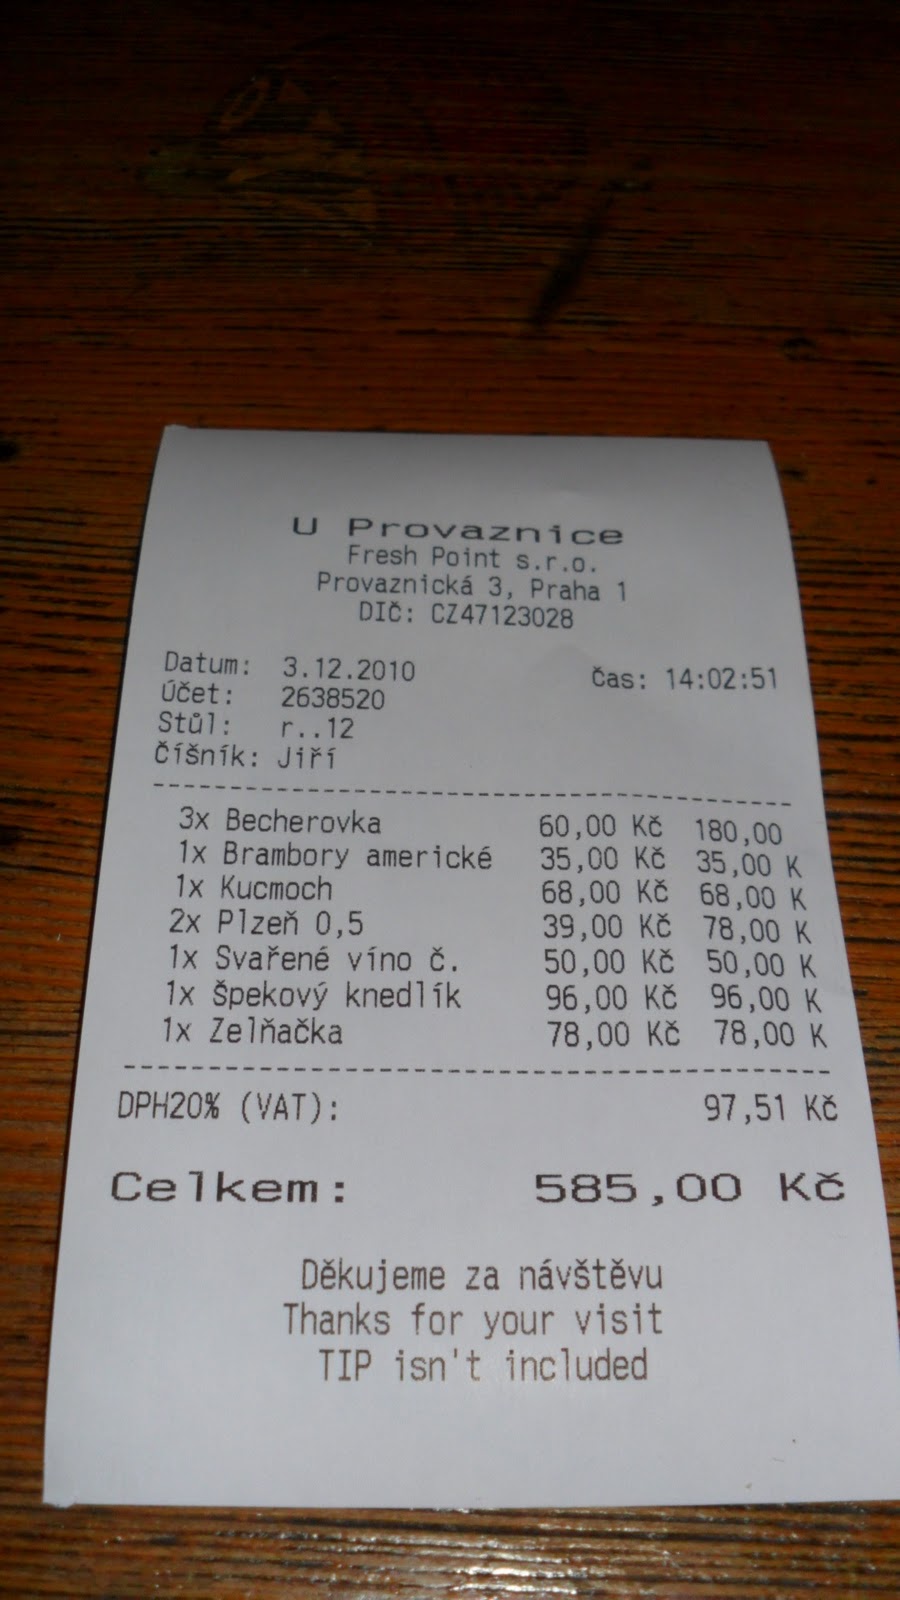 U Provaznice
Fresh Point s.r.o.
Provaznická 3, Praha 1
DIČ: CZ47123028
Datum: 3.12.2010 Čas: 14:02:51
Účet: 2638520
Stůl: r..12
Číšník: Jiří
3x Becherovka 60,00 Kč 180,00
1x Brambory americké 35,00 Kč 35,00 K
1x Kucmoch 68,00 Kč 68,00 K
2x Plzeň 0,5 39,00 Kč 78,00 K
1x Svařené víno č. 50,00 Kč 50,00 K
1x Špekový knedlík 96,00 Kč 96,00 K
1x Zelňačka 78,00 Kč 78,00 K
DPH20% (VAT): 97,51 Kč
Celkem: 585,00 Kč
Děkujeme za návštěvu
Thanks for your visit
TIP isn't included